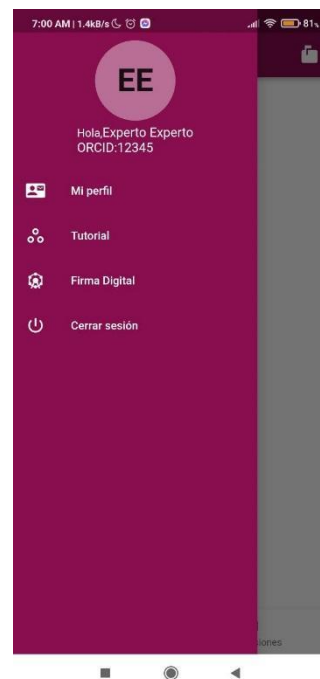 7:00 AM | 1.4kB/s
81
EE
Hola,Experto Experto
ORCID:12345
Mi perfil
Tutorial
Firma Digital
Cerrar sesión
iones